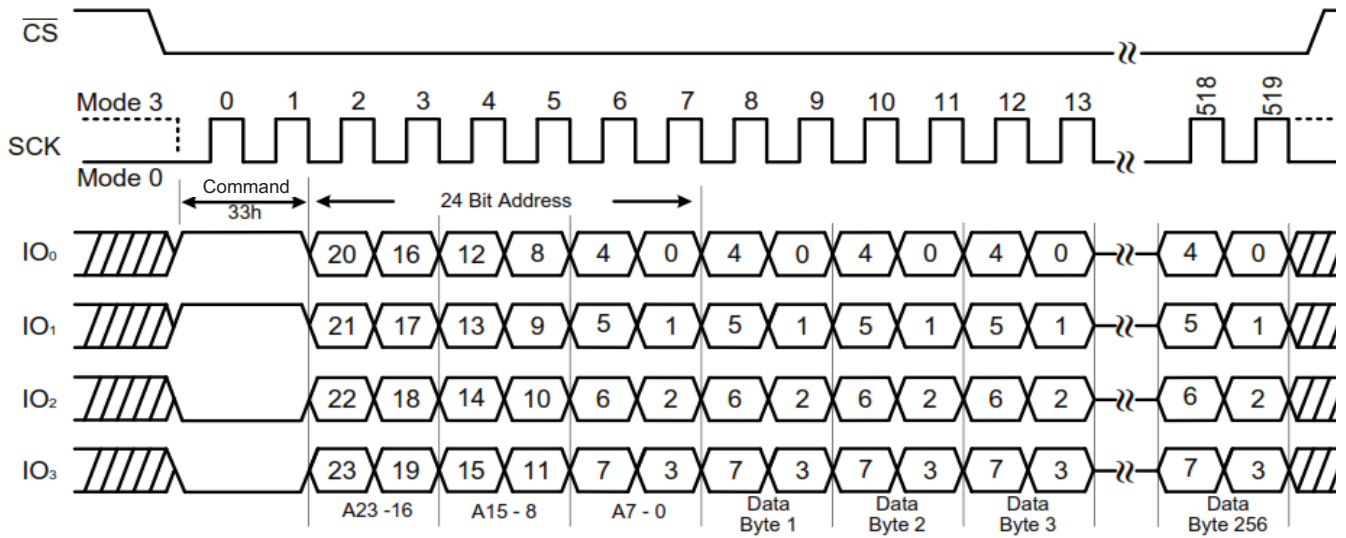 CS
Mode 3 0 1 2 3 4 5 6 7 8 9 10 11 12 13 518 519
SCK
Mode 0
Command
33h
24 Bit Address
IO₀ 20 16 12 8 4 0 4 0 4 0 4 0 4 0
IO₁ 21 17 13 9 5 1 5 1 5 1 5 1 5 1
IO₂ 22 18 14 10 6 2 6 2 6 2 6 2 6 2
IO₃ 23 19 15 11 7 3 7 3 7 3 7 3 7 3
A23 -16 A15 - 8 A7 - 0 Data Data Data Data
Byte 1 Byte 2 Byte 3 Byte 256